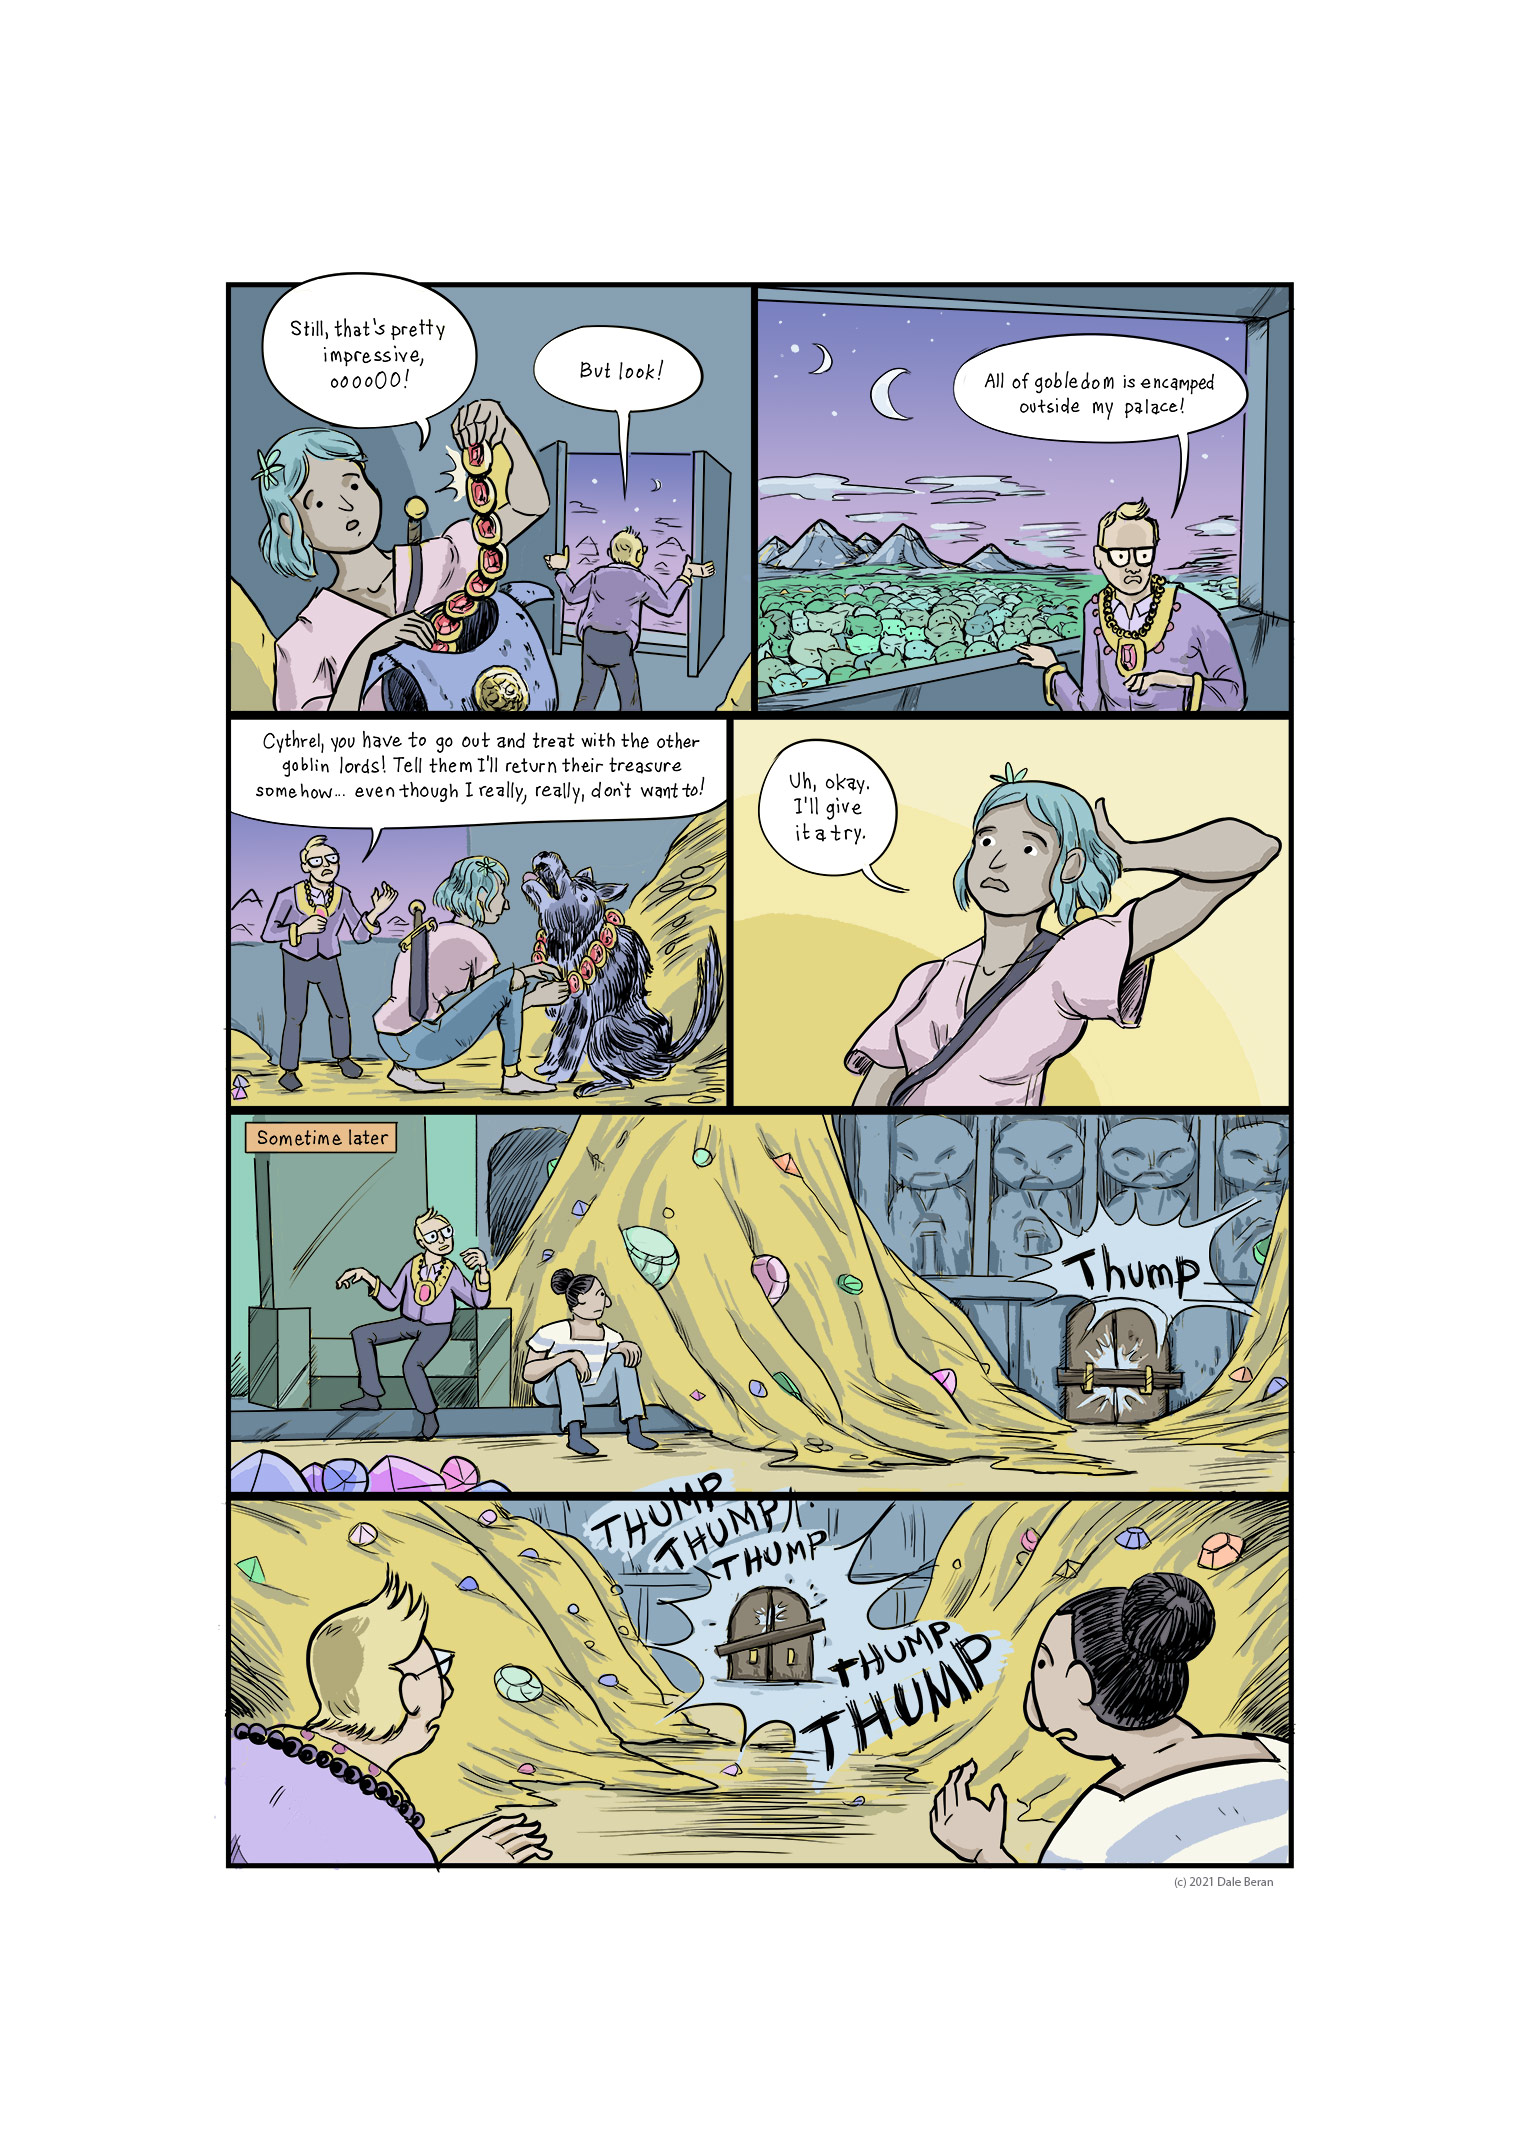 Still, that's pretty
impressive,
ooooOO!
But look!
All of gobledom is encamped
outside my palace!
Cythrel, you have to go out and treat with the other
goblin lords! Tell them I'll return their treasure
somehow... even though I really, really, don't want to!
Uh, okay.
I'll give
it a try.
Sometime later
Thump
THUMP
THUMP
THUMP
THUMP
THUMP
(c) 2021 Dale Beran